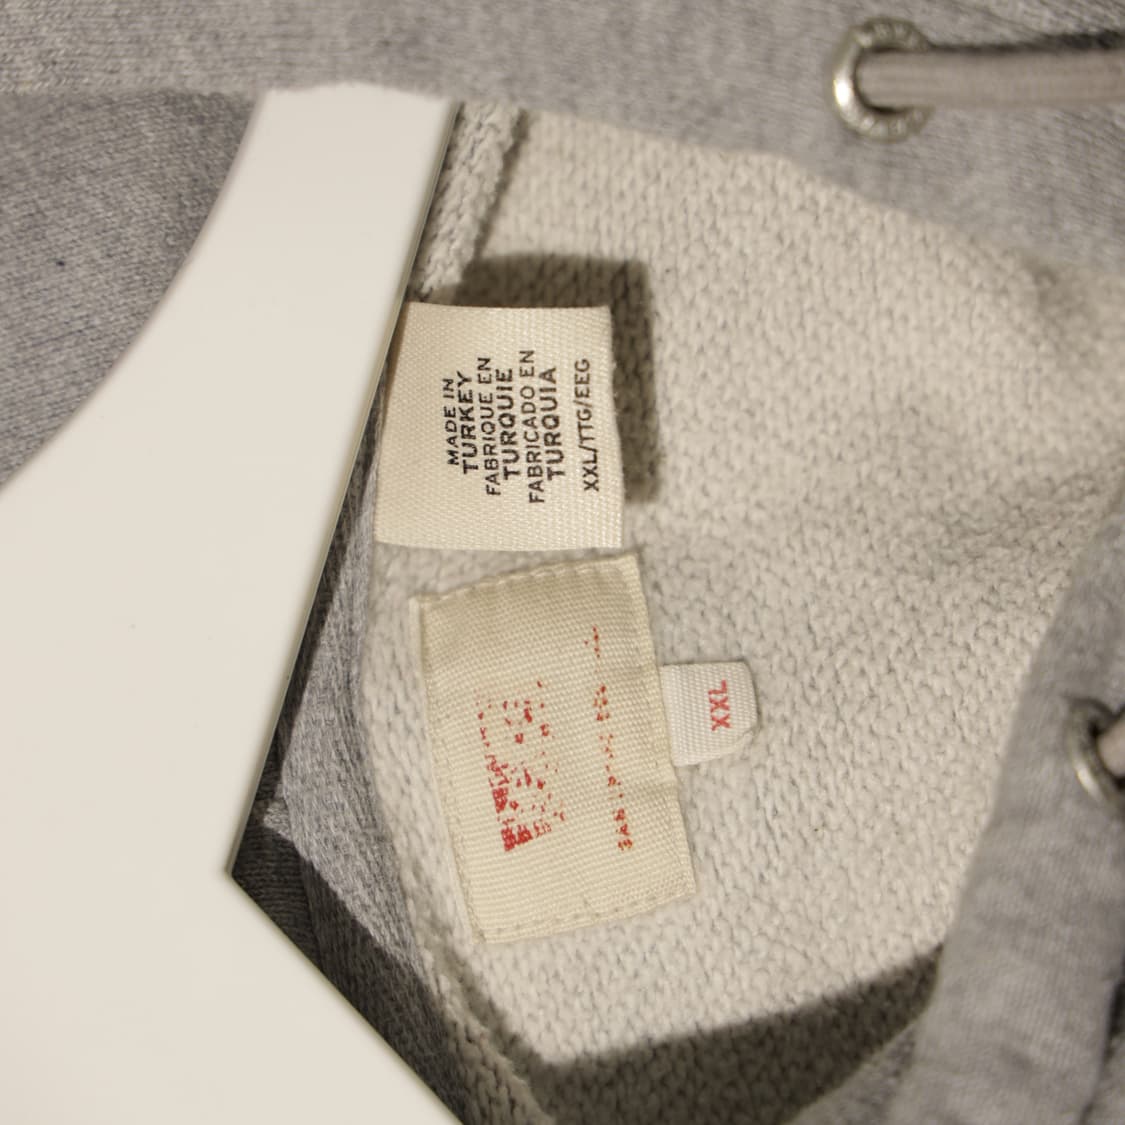 MADE IN
TURKEY
FABRIQUE EN
TURQUIE
FABRICADO EN
TURQUIA
XXL/TTG/EEG
XXL